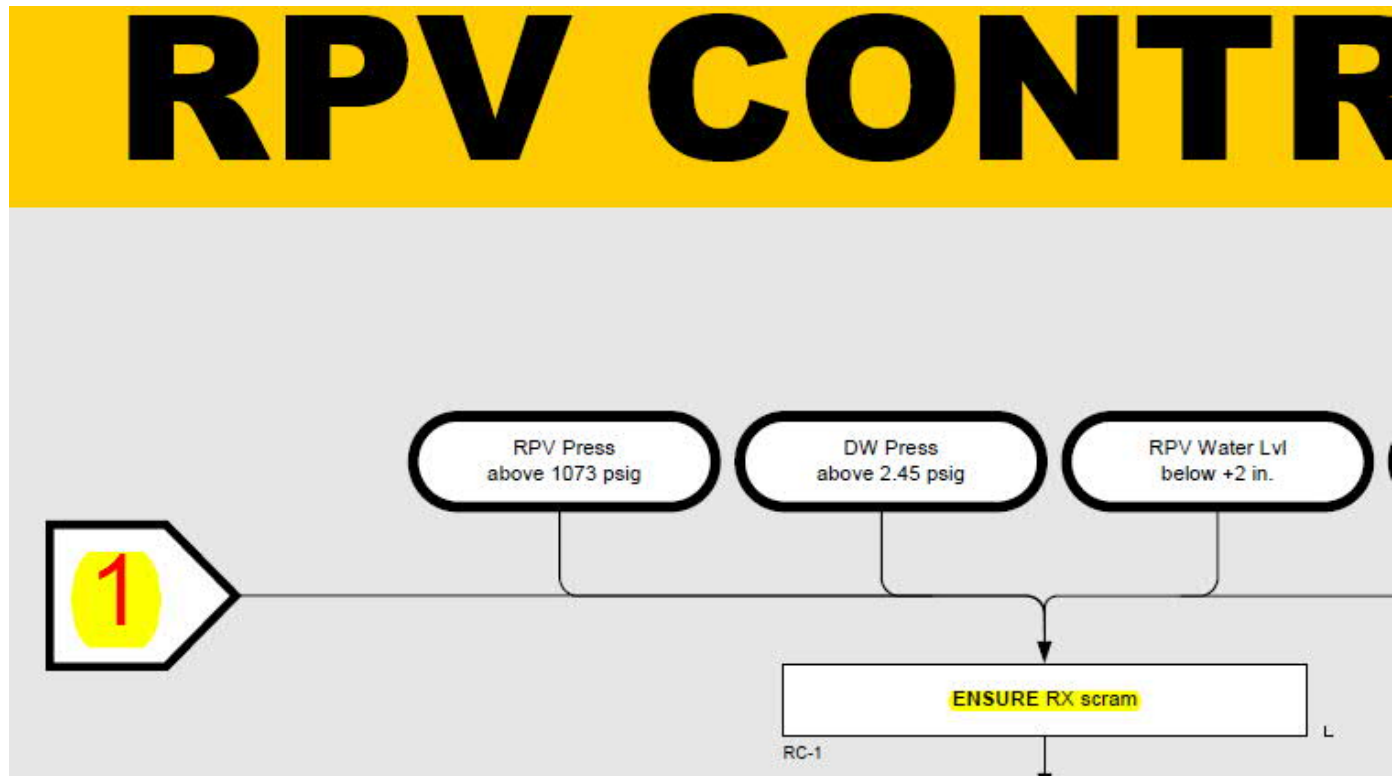 RPV CONTR
RPV Press
above 1073 psig
DW Press
above 2.45 psig
RPV Water Lvl
below +2 in.
1
ENSURE RX scram
L
RC-1